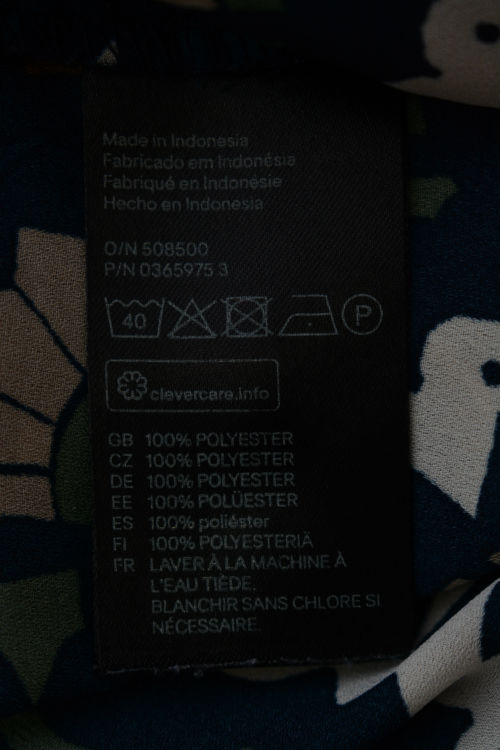 Made in Indonesia
Fabricado em Indonésia
Fabriqué en Indonésie
Hecho en Indonesia
O/N 508500
P/N 0365975 3
40 P
clevercare.info
GB 100% POLYESTER
CZ 100% POLYESTER
DE 100% POLYESTER
EE 100% POLÜESTER
ES 100% poliéster
FI 100% POLYESTERIÄ
FR LAVER À LA MACHINE À
L'EAU TIÈDE.
BLANCHIR SANS CHLORE SI
NÉCESSAIRE.